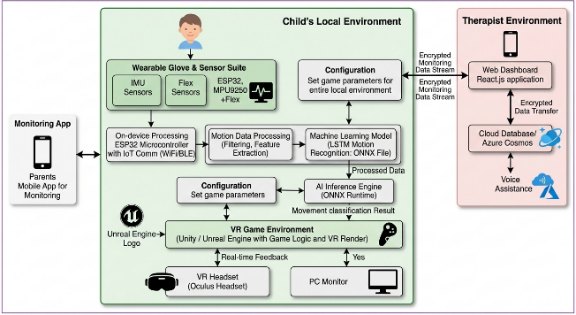 Child's Local Environment
Therapist Environment
Wearable Glove & Sensor Suite
IMU
Sensors
Flex
Sensors
ESP32,
MPU9250
+Flex
Configuration
Set game parameters for
entire local environment
Encrypted
Monitoring
Data Stream
Encrypted
Monitoring
Data Stream
Web Dashboard
React.js application
Encrypted
Data Transfer
Cloud Database/
Azure Cosmos
Voice
Assistance
Monitoring App
Parents
Mobile App for
Monitoring
On-device Processing
ESP32 Microcontroller
with IoT Comm (WiFi/BLE)
Motion Data Processing
(Filtering, Feature
Extraction)
Machine Learning Model
(LSTM Motion
Recognition: ONNX File)
Processed Data
Configuration
Set game parameters
AI Inference Engine
(ONNX Runtime)
Movement classification Result
Unreal Engine
Logo
VR Game Environment
(Unity / Unreal Engine with Game Logic and VR Render)
Real-time Feedback
Yes
VR Headset
(Oculus Headset)
PC Monitor